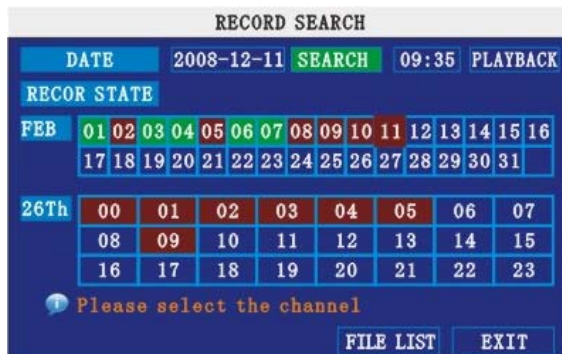 RECORD SEARCH
DATE 2008-12-11 SEARCH 09:35 PLAYBACK
RECOR STATE
FEB 01 02 03 04 05 06 07 08 09 10 11 12 13 14 15 16
17 18 19 20 21 22 23 24 25 26 27 28 29 30 31
26Th 00 01 02 03 04 05 06 07
08 09 10 11 12 13 14 15
16 17 18 19 20 21 22 23
Please select the channel
FILE LIST EXIT